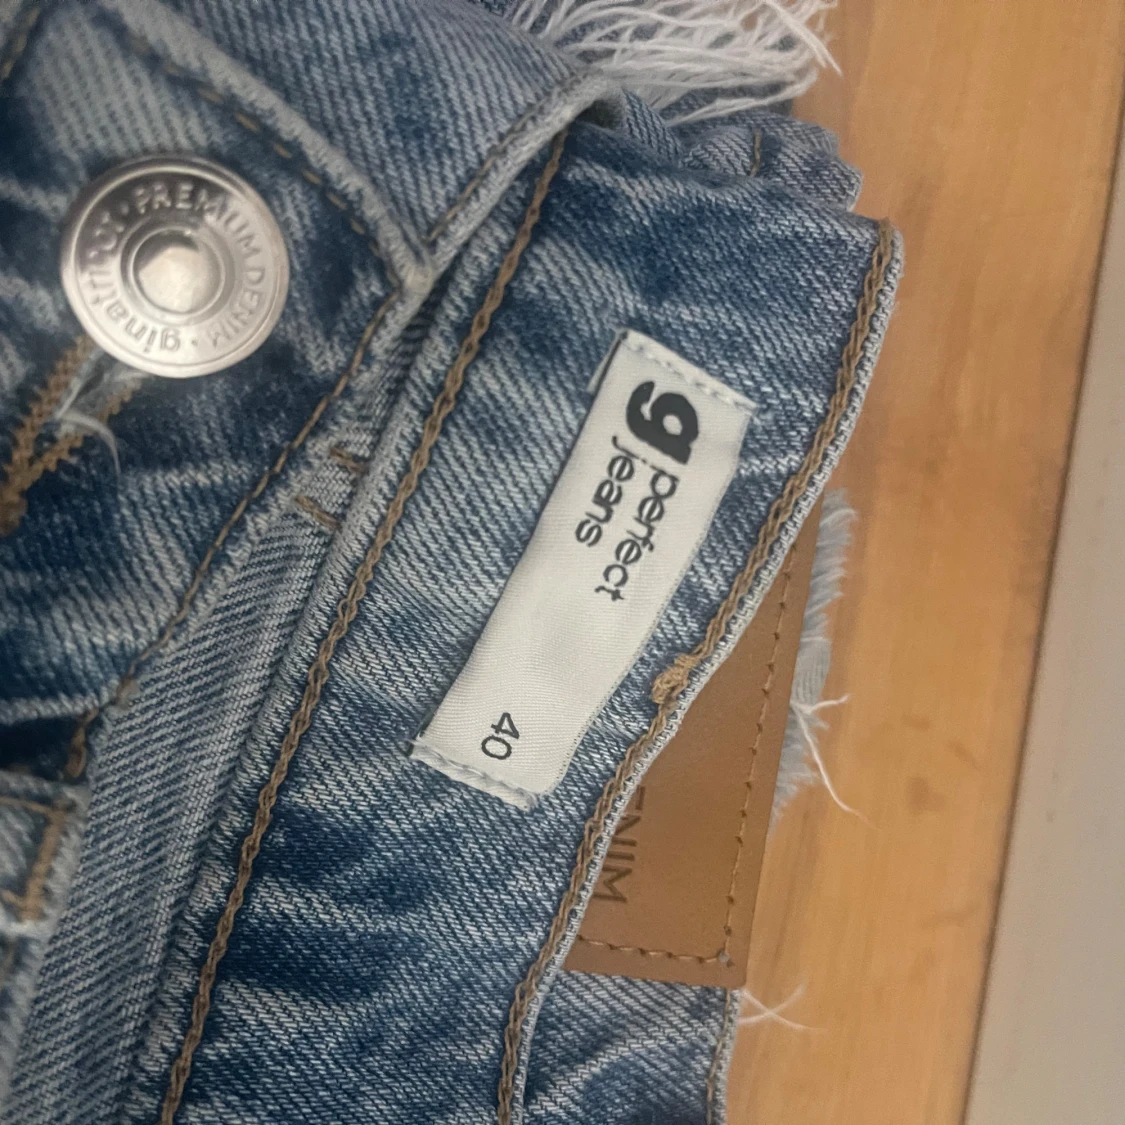 g perfect
jeans
40
PREMIUM DENIM · ginatricot ·
ENIM